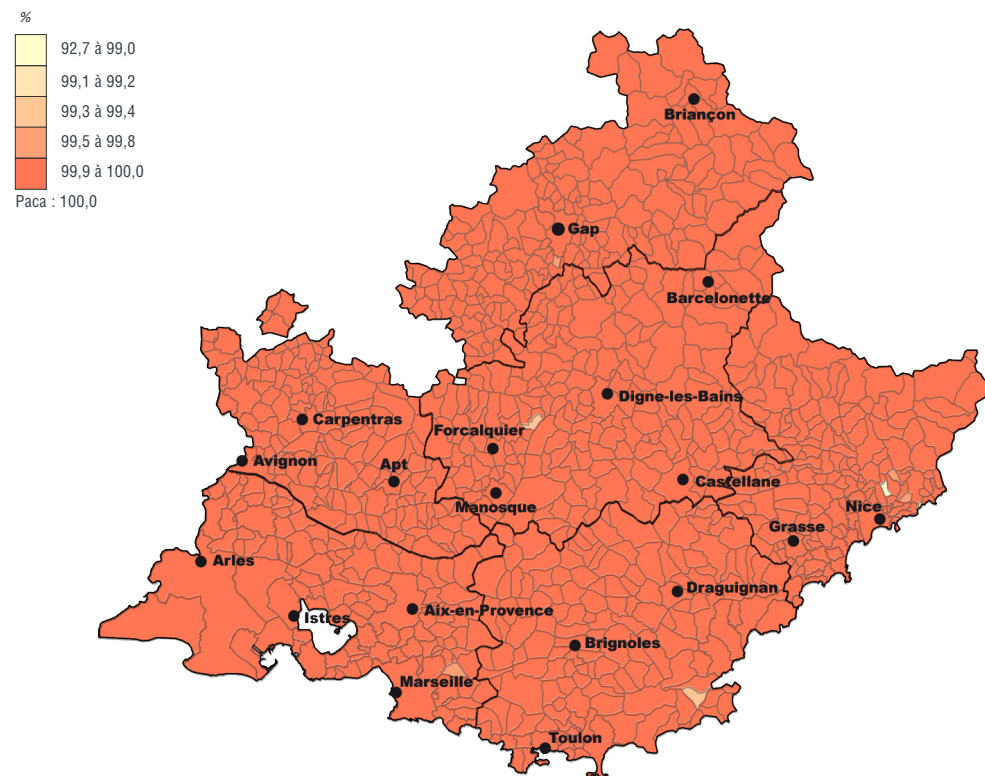 %
92,7 à 99,0
99,1 à 99,2
99,3 à 99,4
99,5 à 99,8
99,9 à 100,0
Paca : 100,0
Briançon
Gap
Barcelonette
Digne-les-Bains
Carpentras
Forcalquier
Avignon
Apt
Castellane
Manosque
Nice
Grasse
Arles
Draguignan
Istres
Aix-en-Provence
Brignoles
Marseille
Toulon